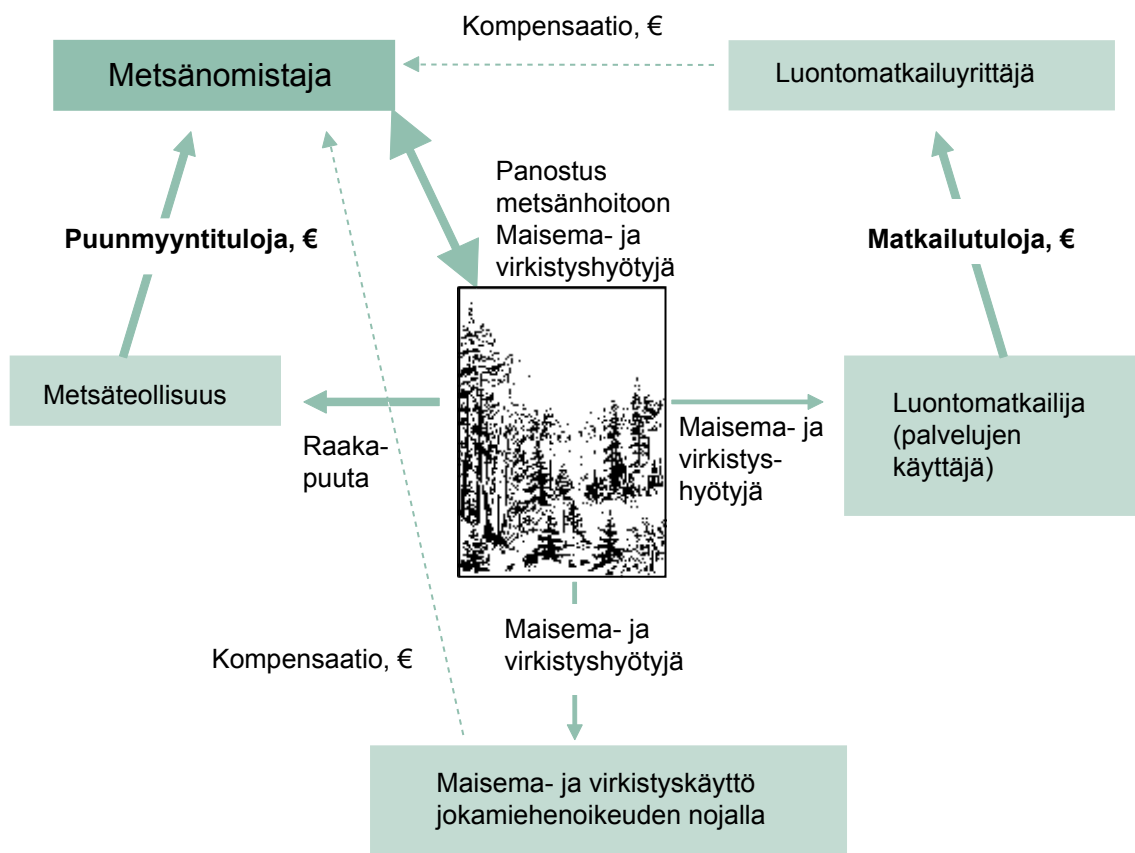 Kompensaatio, €
Metsänomistaja
Luontomatkailuyrittäjä
Panostus
metsänhoitoon
Maisema- ja
virkistyshyötyjä
Puunmyyntituloja, €
Matkailutuloja, €
Metsäteollisuus
Raaka-
puuta
Maisema- ja
virkistys-
hyötyjä
Luontomatkailija
(palvelujen
käyttäjä)
Maisema- ja
virkistyshyötyjä
Kompensaatio, €
Maisema- ja virkistyskäyttö
jokamiehenoikeuden nojalla